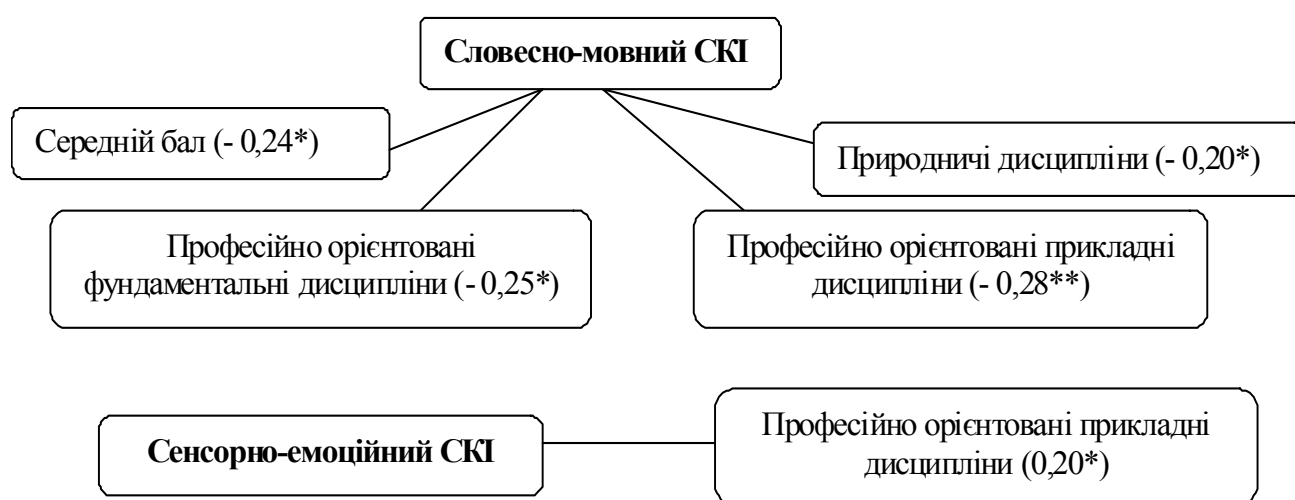 Словесно-мовний СКІ
Середній бал (- 0,24*)
Природничі дисципліни (- 0,20*)
Професійно орієнтовані
фундаментальні дисципліни (- 0,25*)
Професійно орієнтовані прикладні
дисципліни (- 0,28**)
Сенсорно-емоційний СКІ
Професійно орієнтовані прикладні
дисципліни (0,20*)